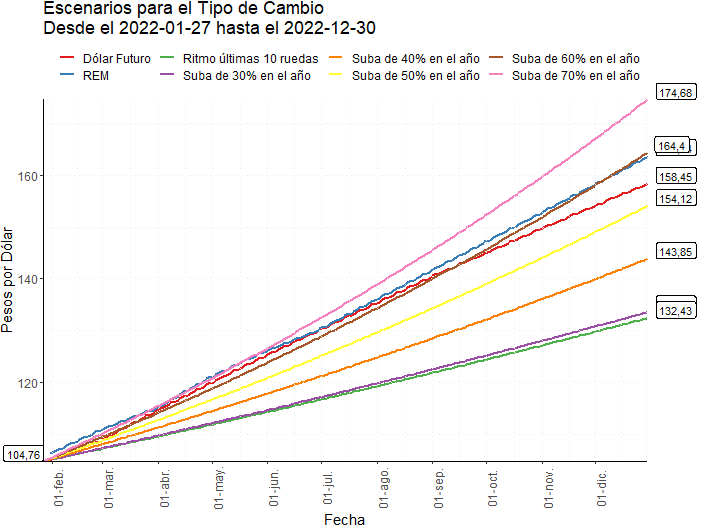 Escenarios para el Tipo de Cambio
Desde el 2022-01-27 hasta el 2022-12-30
Dólar Futuro
Ritmo últimas 10 ruedas
Suba de 40% en el año
Suba de 60% en el año
REM
Suba de 30% en el año
Suba de 50% en el año
Suba de 70% en el año
174,68
164,4
158,45
154,12
143,85
132,43
104,76
160
140
120
Pesos por Dólar
01-feb.
01-mar.
01-abr.
01-may.
01-jun.
01-jul.
01-ago.
01-sep.
01-oct.
01-nov.
01-dic.
Fecha